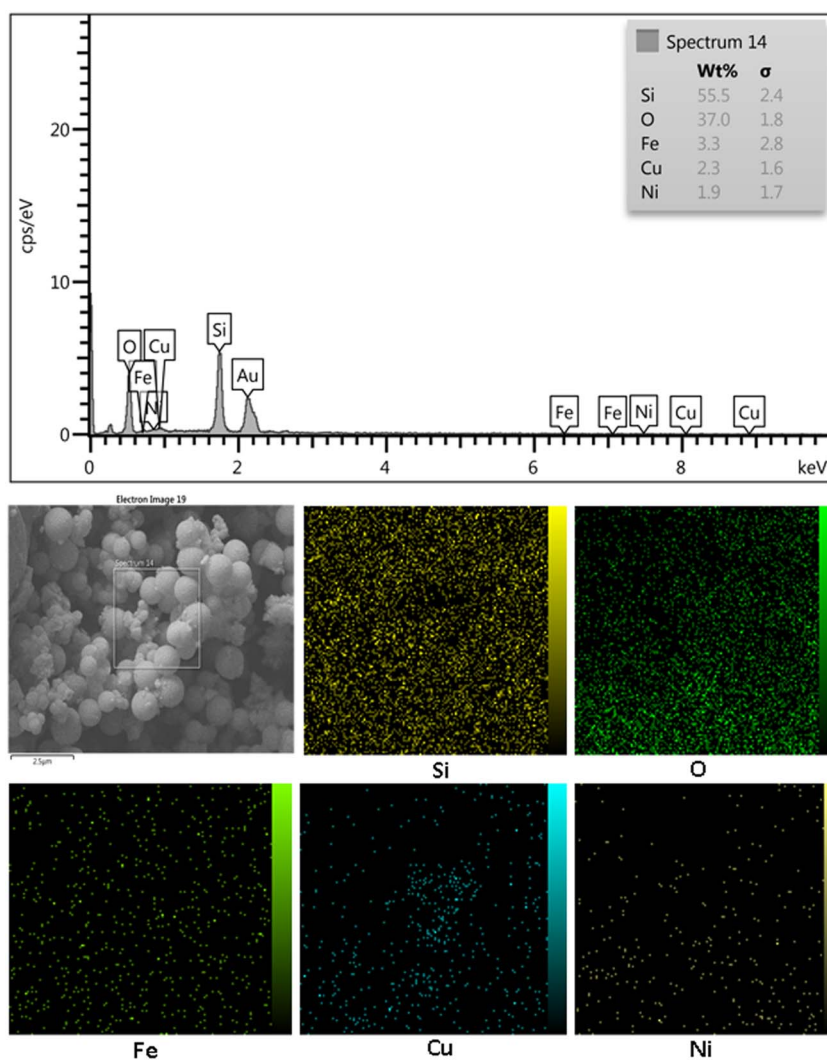 Spectrum 14
Wt% σ
Si 55.5 2.4
O 37.0 1.8
Fe 3.3 2.8
Cu 2.3 1.6
Ni 1.9 1.7
cps/eV
20
10
0
Si
O Cu
Fe Au
Ni
Fe Fe Ni Cu Cu
0 2 4 6 8 keV
Electron Image 19
Spectrum 14
2.5µm
Si O
Fe Cu Ni